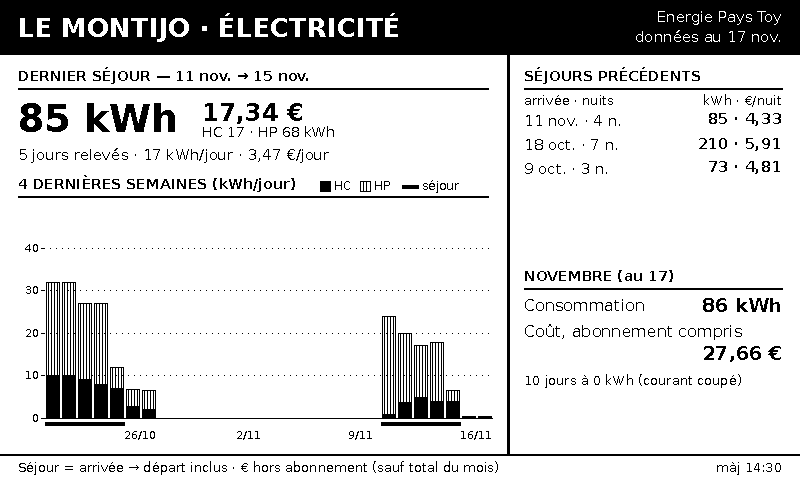 LE MONTIJO · ÉLECTRICITÉ
Energie Pays Toy
données au 17 nov.
DERNIER SÉJOUR — 11 nov. → 15 nov.
85 kWh
17,34 €
HC 17 · HP 68 kWh
5 jours relevés · 17 kWh/jour · 3,47 €/jour
4 DERNIÈRES SEMAINES (kWh/jour)
HC HP séjour
40
30
20
10
0
26/10 2/11 9/11 16/11
SÉJOURS PRÉCÉDENTS
arrivée · nuits kWh · €/nuit
11 nov. · 4 n. 85 · 4,33
18 oct. · 7 n. 210 · 5,91
9 oct. · 3 n. 73 · 4,81
NOVEMBRE (au 17)
Consommation 86 kWh
Coût, abonnement compris
27,66 €
10 jours à 0 kWh (courant coupé)
Séjour = arrivée → départ inclus · € hors abonnement (sauf total du mois)
màj 14:30